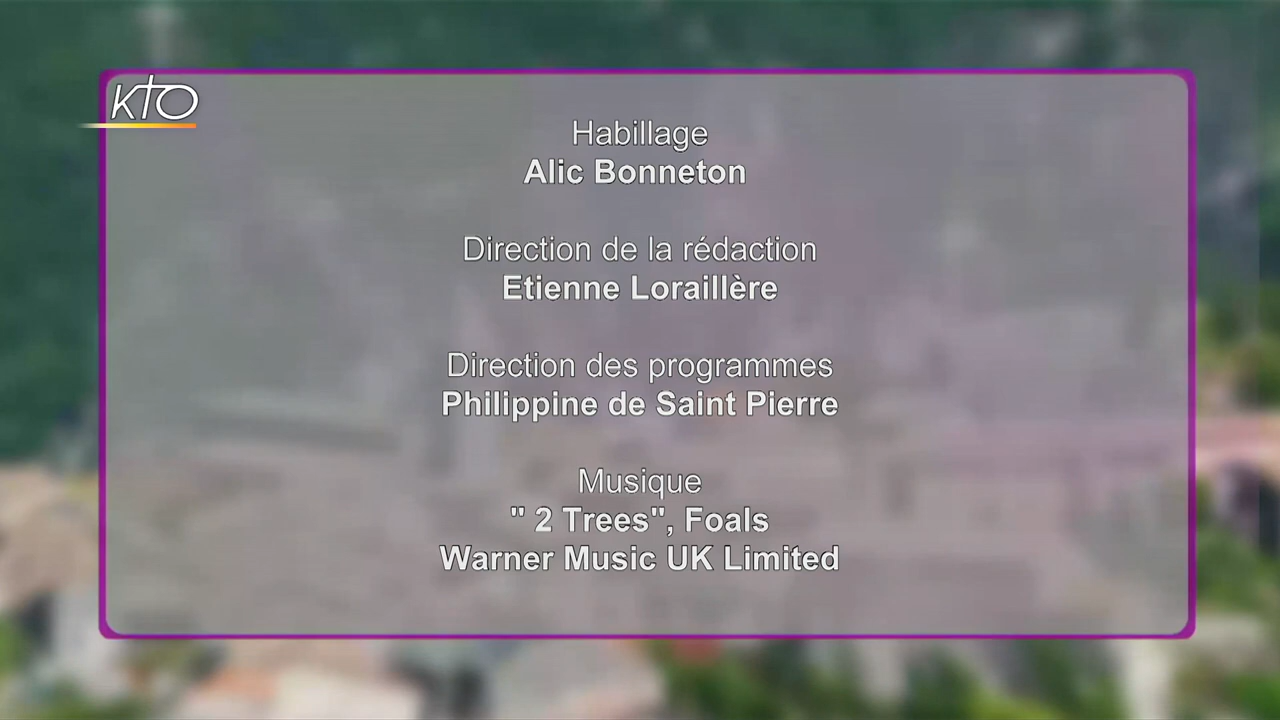 KTO
Habillage
Alic Bonneton
Direction de la rédaction
Etienne Loraillère
Direction des programmes
Philippine de Saint Pierre
Musique
" 2 Trees", Foals
Warner Music UK Limited